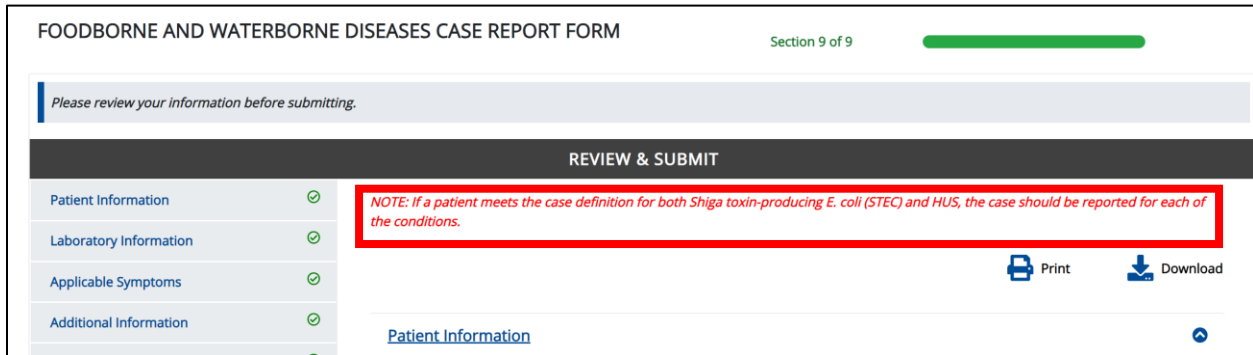 FOODBORNE AND WATERBORNE DISEASES CASE REPORT FORM
Section 9 of 9
Please review your information before submitting.
REVIEW & SUBMIT
Patient Information
Laboratory Information
Applicable Symptoms
Additional Information
NOTE: If a patient meets the case definition for both Shiga toxin-producing E. coli (STEC) and HUS, the case should be reported for each of
the conditions.
Print
Download
Patient Information